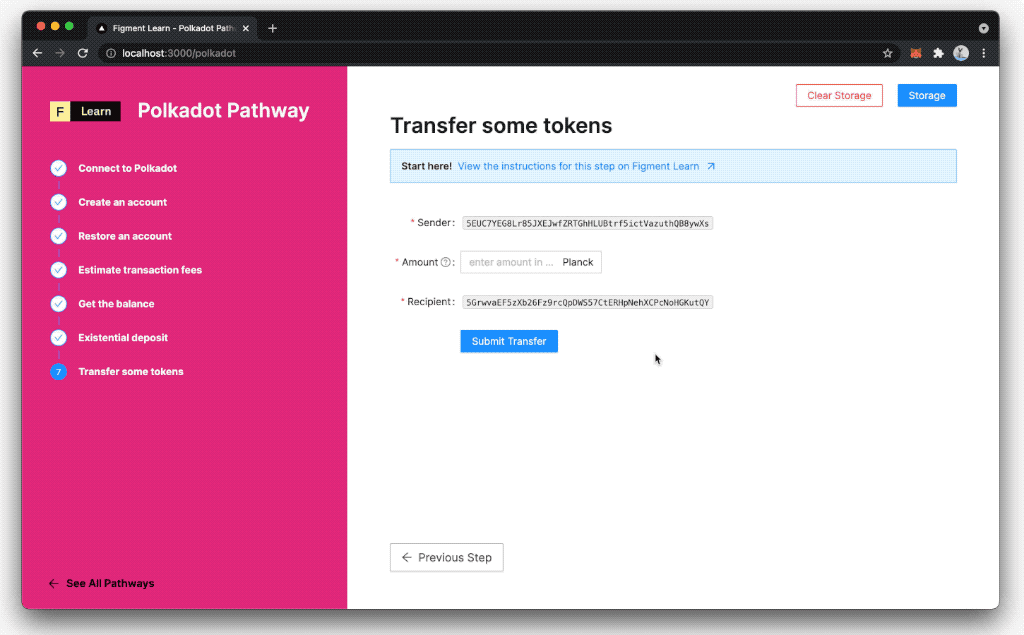 Figment Learn - Polkadot Path
localhost:3000/polkadot
F Learn
Polkadot Pathway
Connect to Polkadot
Create an account
Restore an account
Estimate transaction fees
Get the balance
Existential deposit
7 Transfer some tokens
← See All Pathways
Clear Storage
Storage
Transfer some tokens
Start here! View the instructions for this step on Figment Learn
* Sender: 5EUC7YEG8Lr85JXEJwfZRTGhHLUBtrf5ictVazuthQB8ywXs
* Amount ? : enter amount in ... Planck
* Recipient: 5GrwvaEF5zXb26Fz9rcQpDWS57CtERHpNehXCPcNoHGKutQY
Submit Transfer
← Previous Step